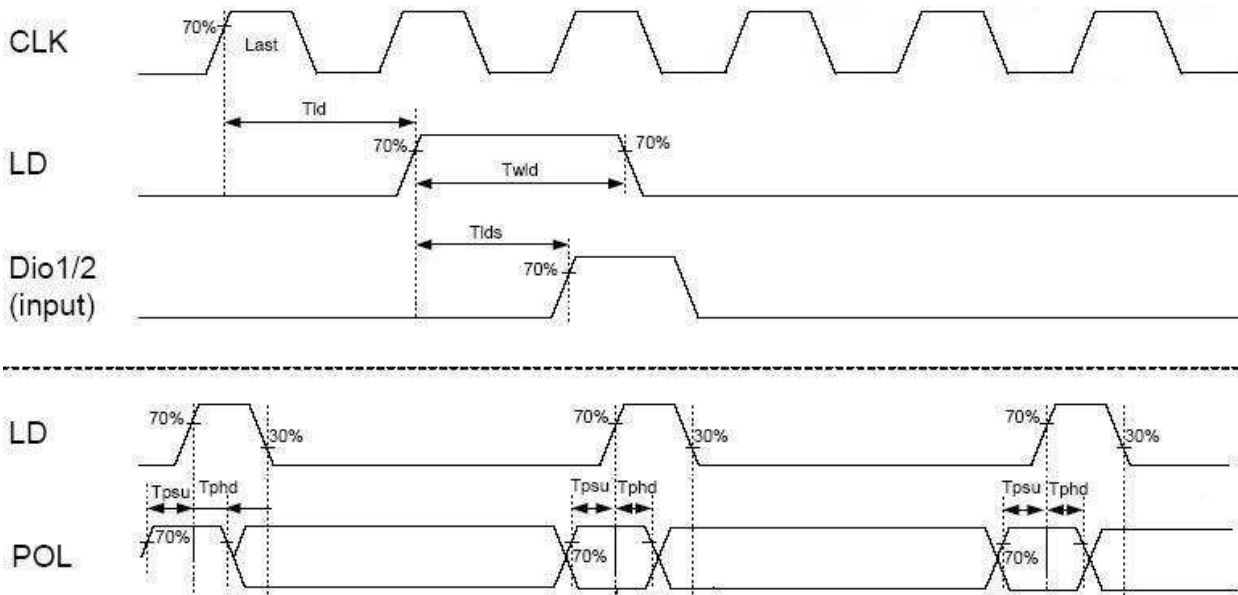 CLK
70%
Last
Tld
LD
70%
70%
Twld
Tlds
Dio1/2
(input)
70%
LD
70%
30%
70%
30%
70%
30%
Tpsu
Tphd
Tpsu
Tphd
Tpsu
Tphd
POL
70%
70%
70%